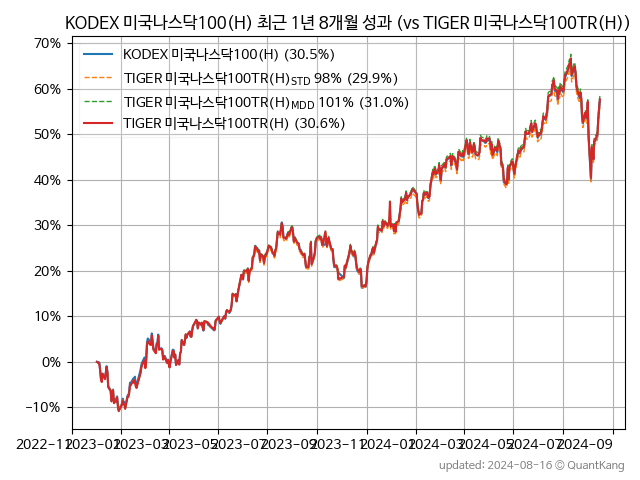 KODEX 미국나스닥100(H) 최근 1년 8개월 성과 (vs TIGER 미국나스닥100TR(H))
70%
KODEX 미국나스닥100(H) (30.5%)
TIGER 미국나스닥100TR(H)STD 98% (29.9%)
TIGER 미국나스닥100TR(H)MDD 101% (31.0%)
TIGER 미국나스닥100TR(H) (30.6%)
60%
50%
40%
30%
20%
10%
0%
−10%
2022−11 2023−01 2023−03 2023−05 2023−07 2023−09 2023−11 2024−01 2024−03 2024−05 2024−07 2024−09
updated: 2024-08-16 © QuantKang